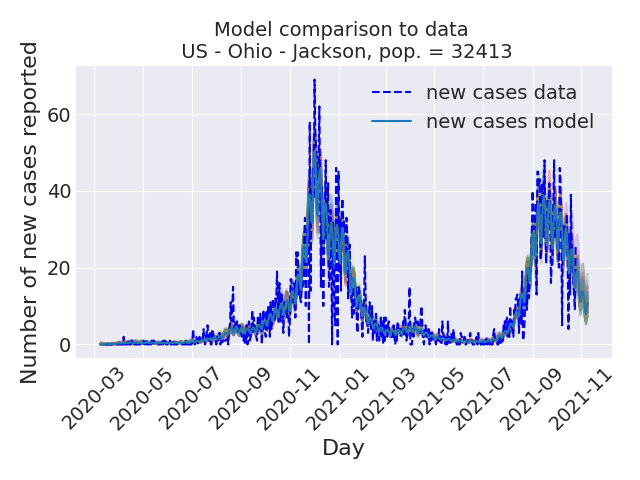 Model comparison to data
US - Ohio - Jackson, pop. = 32413
Number of new cases reported
60
40
20
0
new cases data
new cases model
2020-03
2020-05
2020-07
2020-09
2020-11
2021-01
2021-03
2021-05
2021-07
2021-09
2021-11
Day